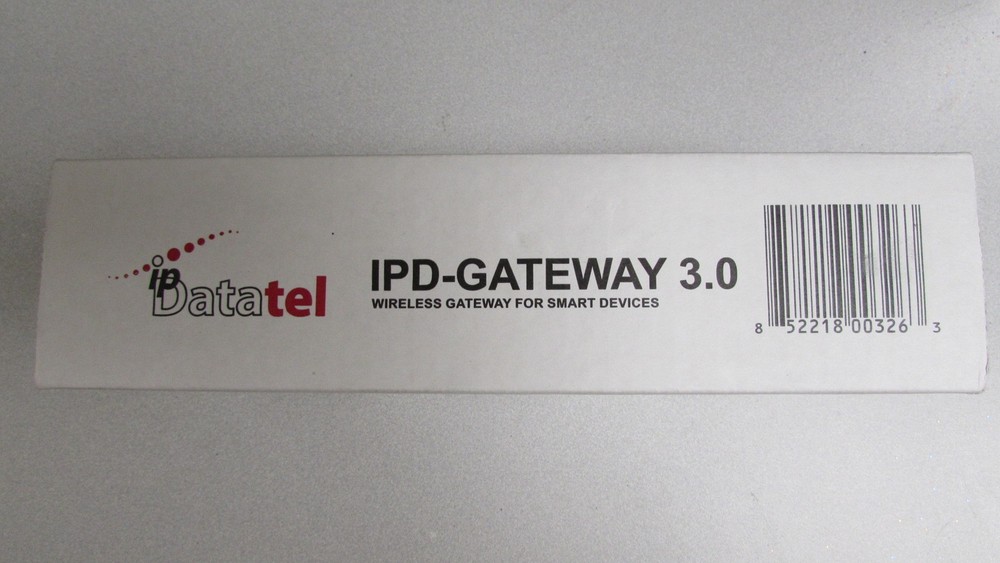 ip
Datatel
IPD-GATEWAY 3.0
WIRELESS GATEWAY FOR SMART DEVICES
8 52218 00326 3